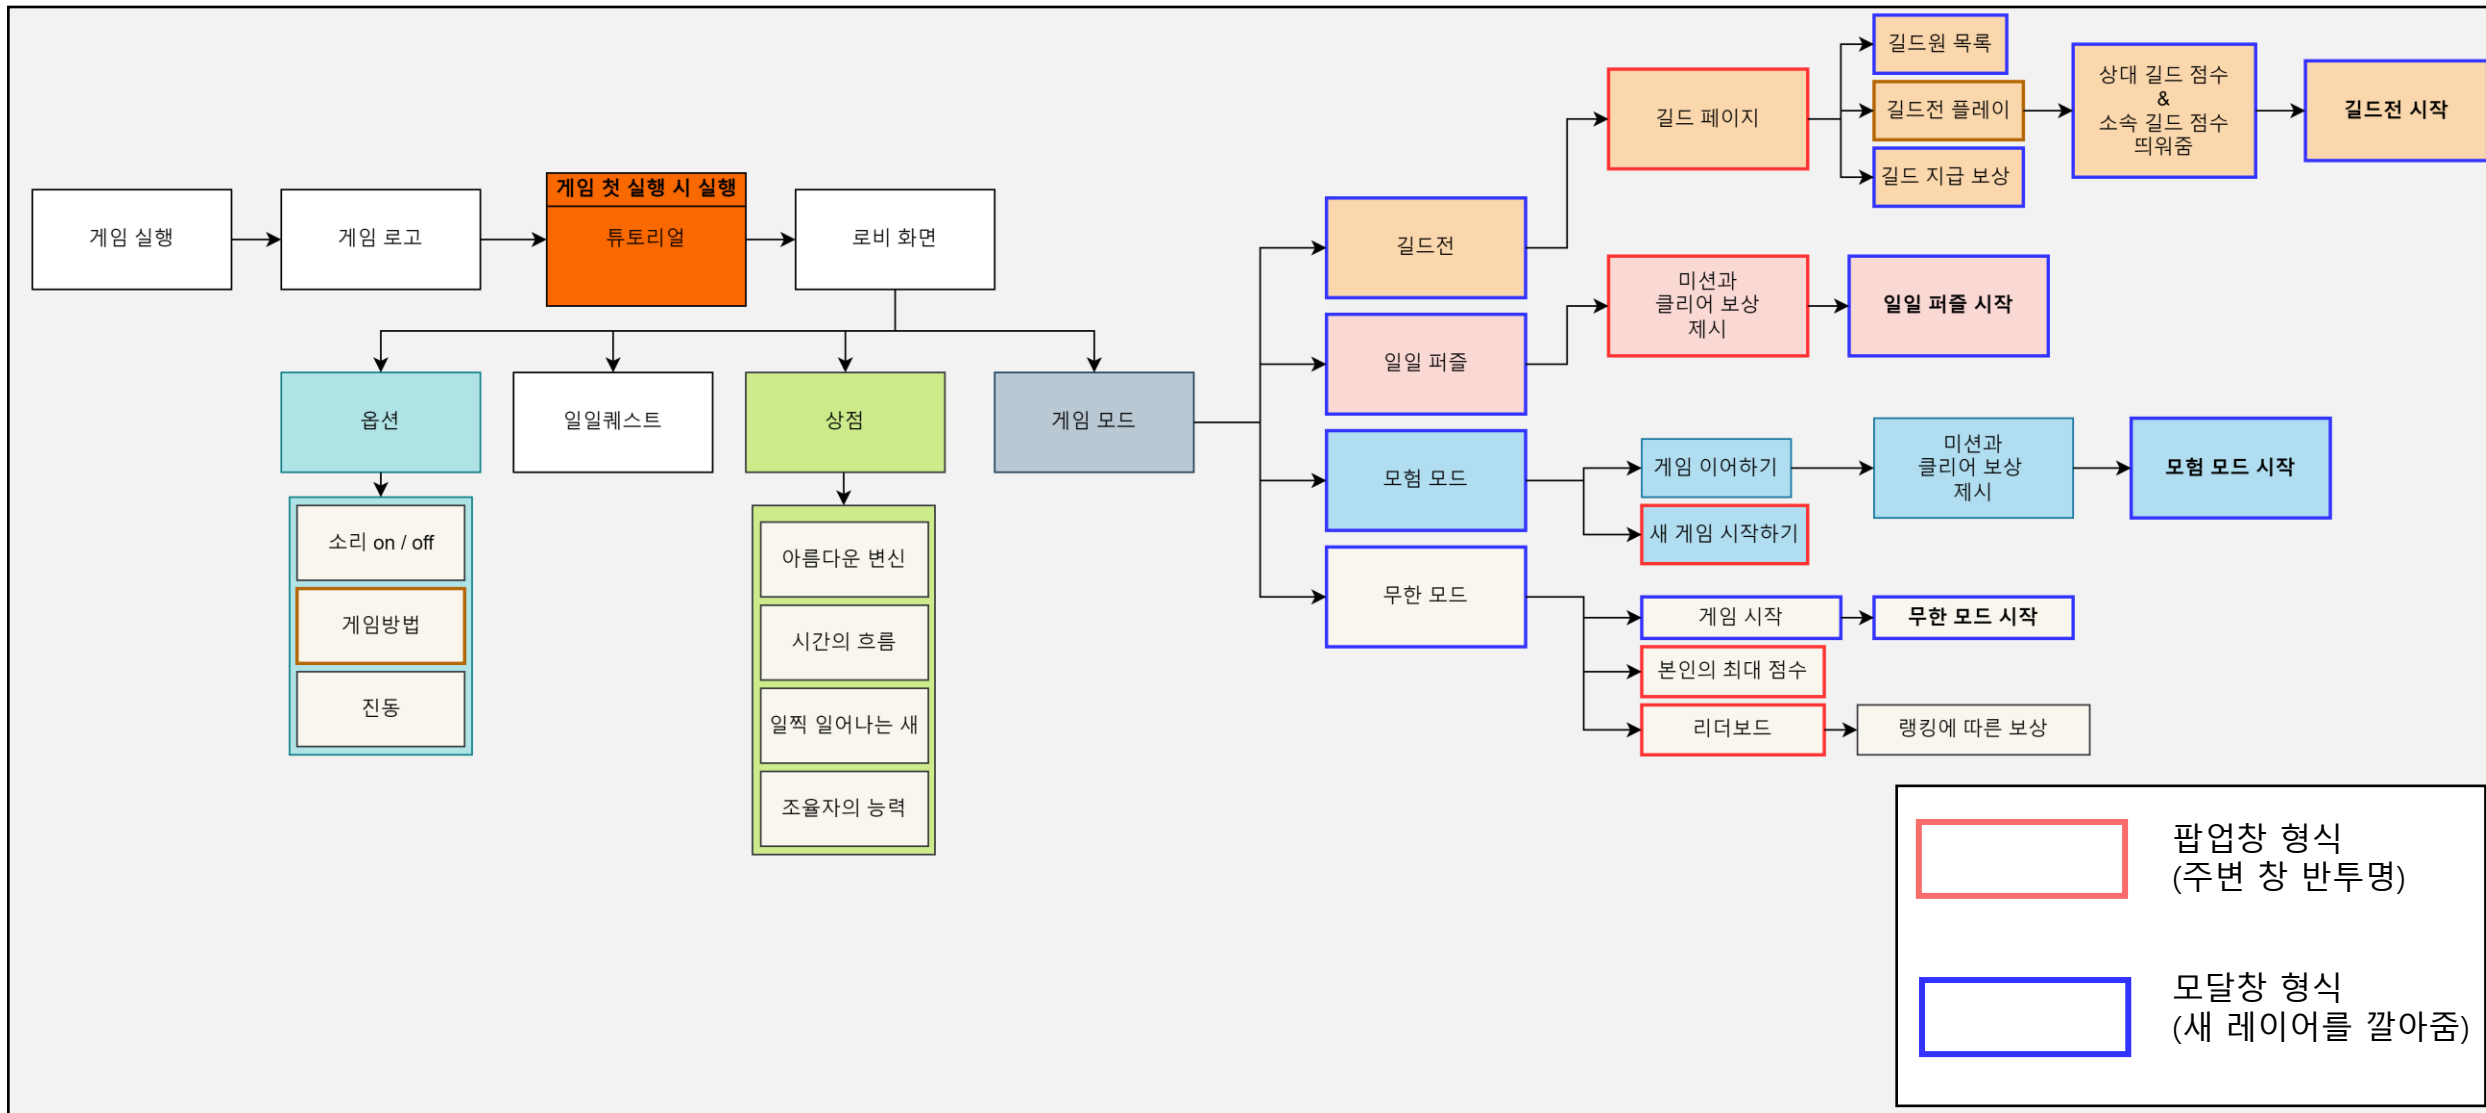 게임 실행
게임 로고
게임 첫 실행 시 실행
튜토리얼
로비 화면
옵션
일일퀘스트
상점
게임 모드
소리 on / off
게임방법
진동
아름다운 변신
시간의 흐름
일찍 일어나는 새
조율자의 능력
길드전
길드 페이지
길드원 목록
길드전 플레이
길드 지급 보상
상대 길드 점수
&
소속 길드 점수
띄워줌
길드전 시작
일일 퍼즐
미션과
클리어 보상
제시
일일 퍼즐 시작
모험 모드
게임 이어하기
새 게임 시작하기
미션과
클리어 보상
제시
모험 모드 시작
무한 모드
게임 시작
무한 모드 시작
본인의 최대 점수
리더보드
랭킹에 따른 보상
팝업창 형식
(주변 창 반투명)
모달창 형식
(새 레이어를 깔아줌)